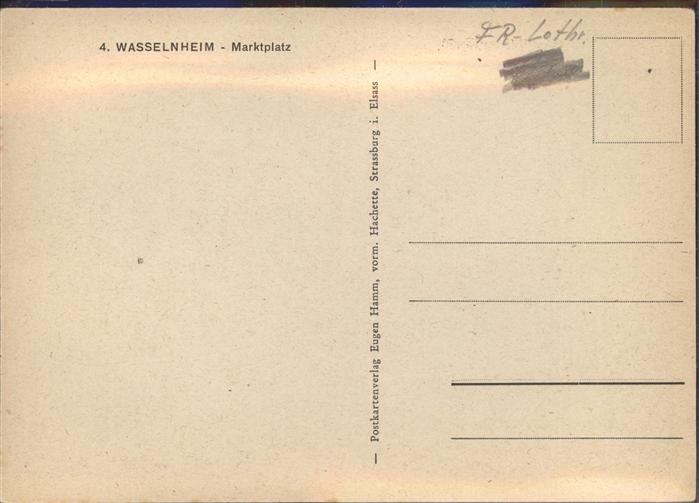 4. WASSELNHEIM - Marktplatz
FR-Lothr.
— Postkartenverlag Eugen Hamm, vorm. Hachette, Strassburg i. Elsass —